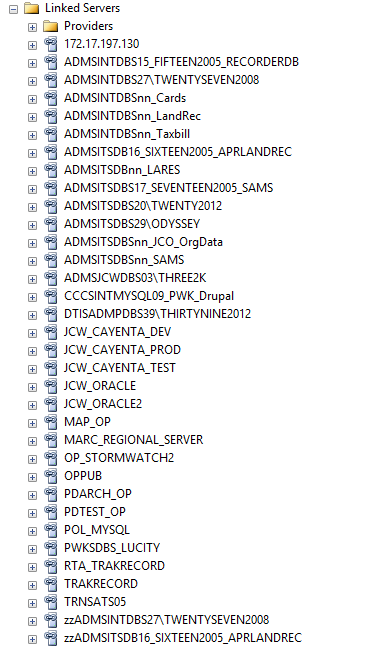 Linked Servers
Providers
172.17.197.130
ADMSINTDBS15_FIFTEEN2005_RECORDERDB
ADMSINTDBS27\TWENTYSEVEN2008
ADMSINTDBSnn_Cards
ADMSINTDBSnn_LandRec
ADMSINTDBSnn_Taxbill
ADMSITSDB16_SIXTEEN2005_APRLANDREC
ADMSITSDBnn_LARES
ADMSITSDBS17_SEVENTEEN2005_SAMS
ADMSITSDBS20\TWENTY2012
ADMSITSDBS29\ODYSSEY
ADMSITSDBSnn_JCO_OrgData
ADMSITSDBSnn_SAMS
ADMSJCWDBS03\THREE2K
CCCSINTMYSQL09_PWK_Drupal
DTISADMPDBS39\THIRTYNINE2012
JCW_CAYENTA_DEV
JCW_CAYENTA_PROD
JCW_CAYENTA_TEST
JCW_ORACLE
JCW_ORACLE2
MAP_OP
MARC_REGIONAL_SERVER
OP_STORMWATCH2
OPPUB
PDARCH_OP
PDTEST_OP
POL_MYSQL
PWKSDBS_LUCITY
RTA_TRAKRECORD
TRAKRECORD
TRNSATS05
zzADMSINTDBS27\TWENTYSEVEN2008
zzADMSITSDB16_SIXTEEN2005_APRLANDREC